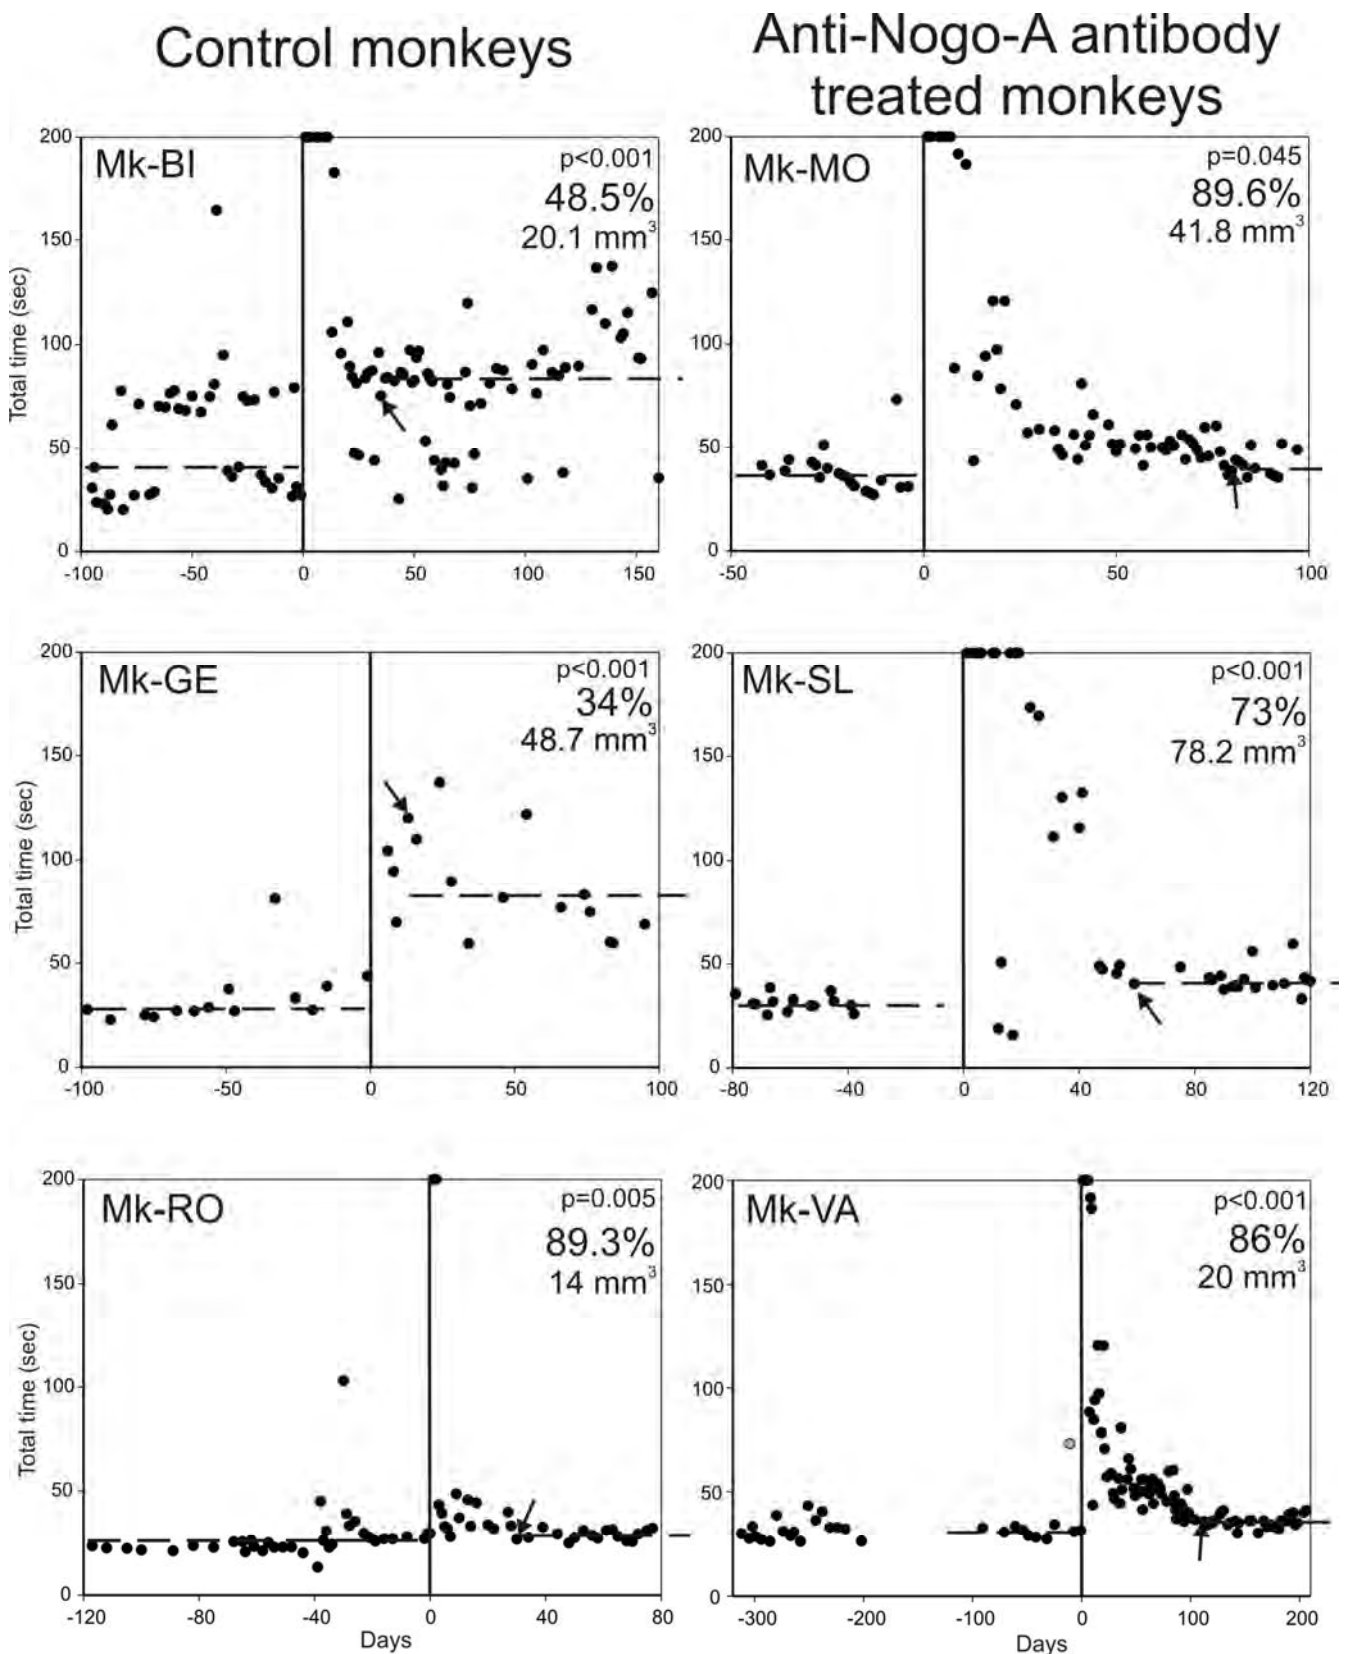 Control monkeys
Anti-Nogo-A antibody
treated monkeys
Mk-BI
p<0.001
48.5%
20.1 mm³
200
150
100
50
0
Total time (sec)
-100 -50 0 50 100 150
Mk-MO
p=0.045
89.6%
41.8 mm³
200
150
100
50
0
-50 0 50 100
Mk-GE
p<0.001
34%
48.7 mm³
200
150
100
50
0
Total time (sec)
-100 -50 0 50 100
Mk-SL
p<0.001
73%
78.2 mm³
200
150
100
50
0
-80 -40 0 40 80 120
Mk-RO
p=0.005
89.3%
14 mm³
200
150
100
50
0
Total time (sec)
-120 -80 -40 0 40 80
Days
Mk-VA
p<0.001
86%
20 mm³
200
150
100
50
0
-300 -200 -100 0 100 200
Days